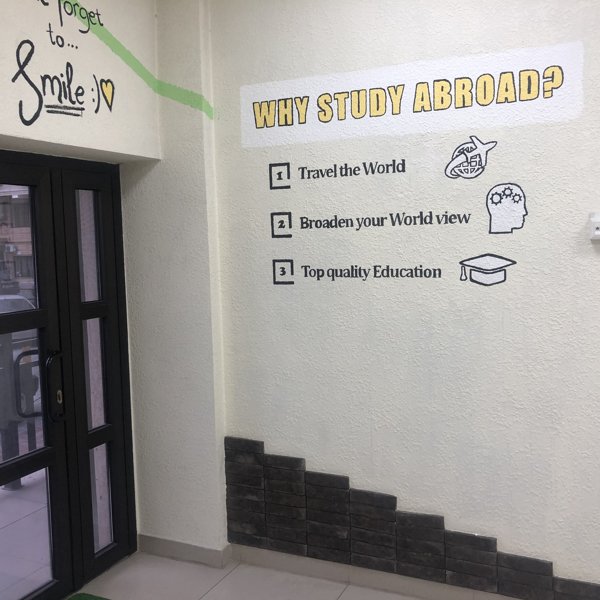 forget
to...
Smile :)
WHY STUDY ABROAD?
1 Travel the World
2 Broaden your World view
3 Top quality Education